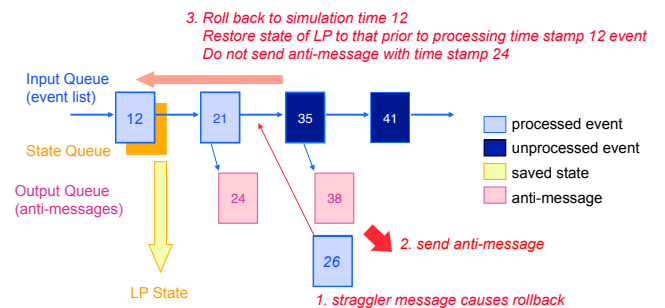 3. Roll back to simulation time 12
Restore state of LP to that prior to processing time stamp 12 event
Do not send anti-message with time stamp 24
Input Queue
(event list)
12
21
35
41
State Queue
Output Queue
(anti-messages)
24
38
processed event
unprocessed event
saved state
anti-message
26
2. send anti-message
LP State
1. straggler message causes rollback